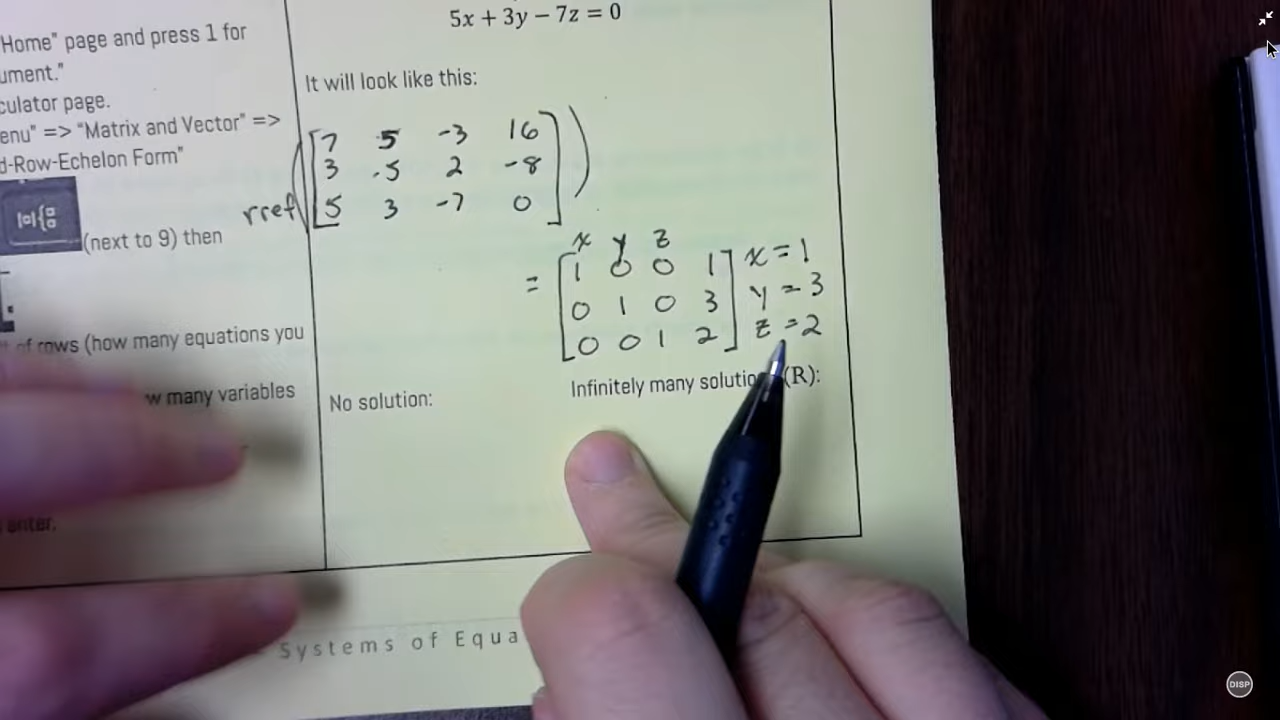 5x + 3y − 7z = 0
Home" page and press 1 for
ument."
culator page.
enu" => "Matrix and Vector" =>
d-Row-Echelon Form"
(next to 9) then
of rows (how many equations you
w many variables
enter.
It will look like this:
7 5 -3 16
3 -5 2 -8
rref 5 3 -7 0
x y z
= 1 0 0 1 x = 1
0 1 0 3 y = 3
0 0 1 2 z = 2
No solution:
Infinitely many solution (R):
Systems of Equa
DISP